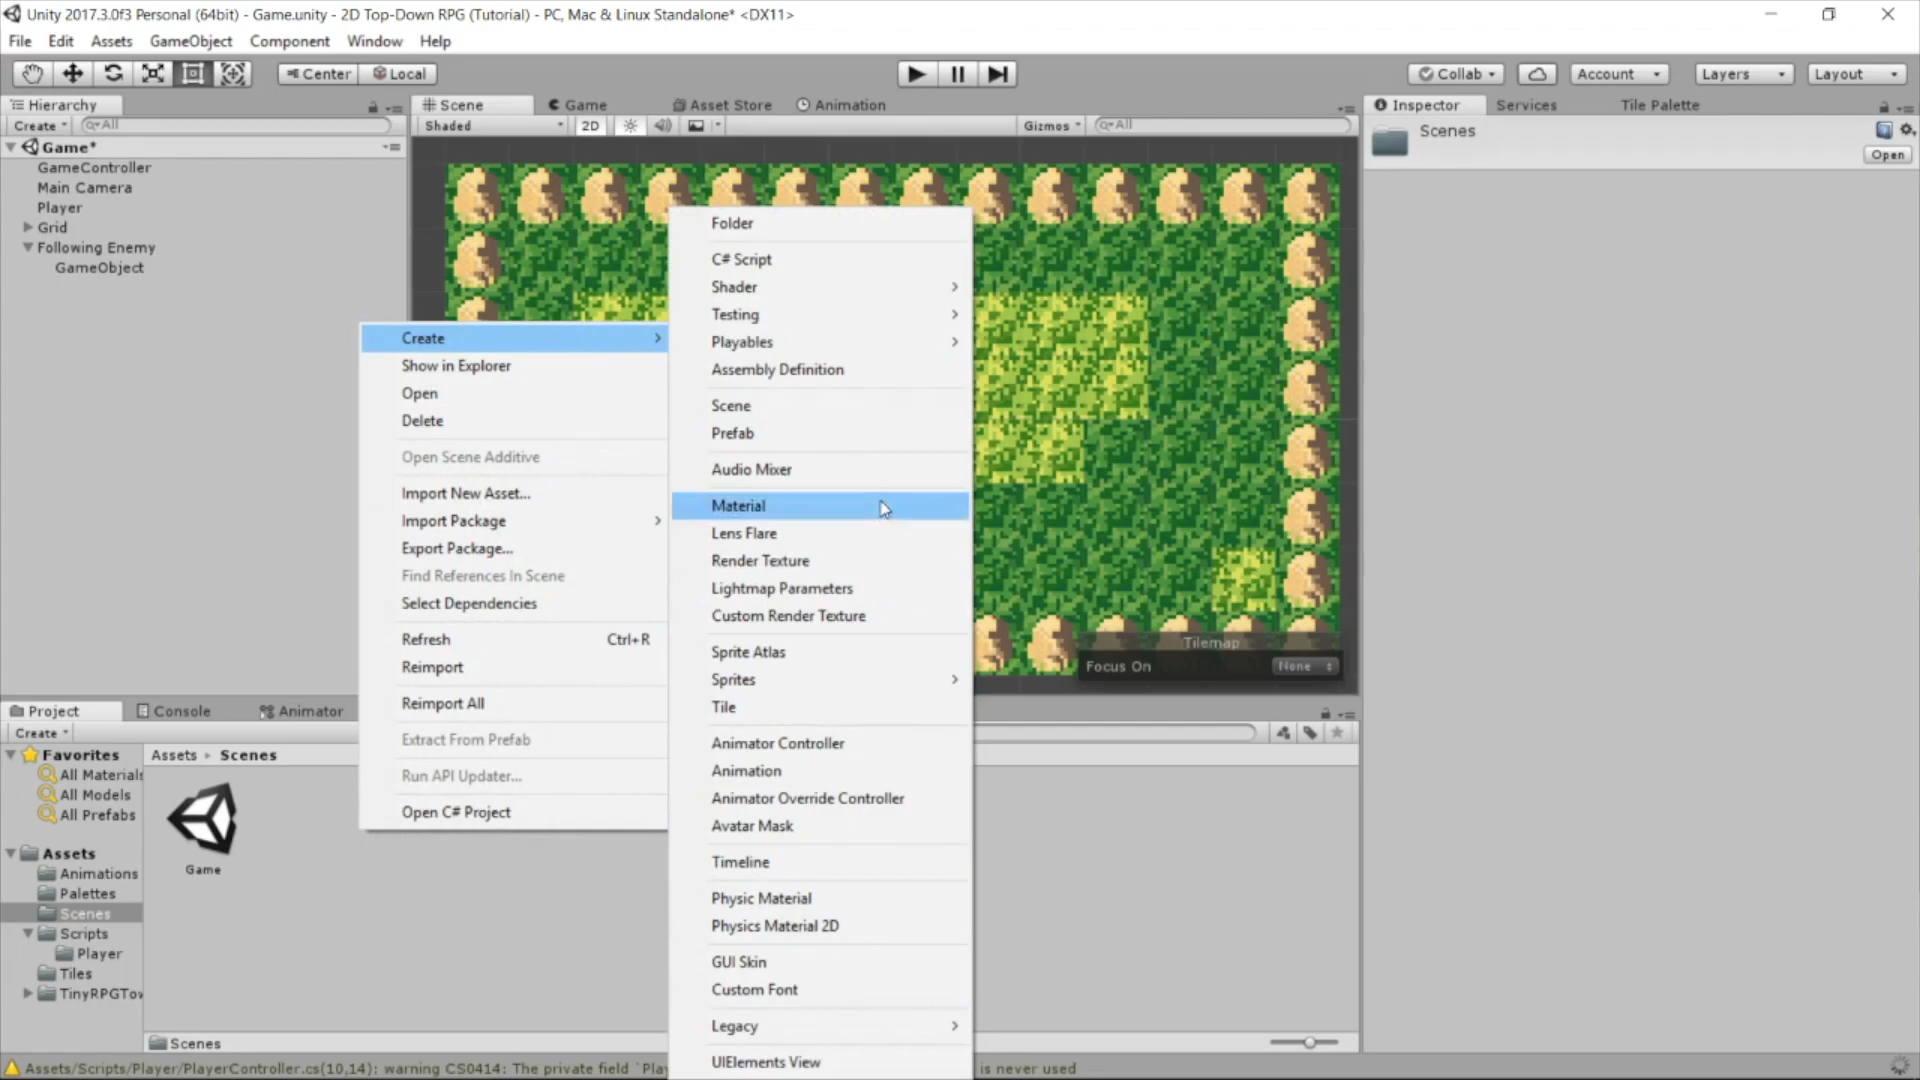 Unity 2017.3.0f3 Personal (64bit) - Game.unity - 2D Top-Down RPG (Tutorial) - PC, Mac & Linux Standalone* <DX11>
File Edit Assets GameObject Component Window Help
Center Local Collab Account Layers Layout
Hierarchy
Create All
Game*
GameController
Main Camera
Player
Grid
Following Enemy
GameObject
Scene Game Asset Store Animation
Shaded 2D Gizmos All
Inspector Services Tile Palette
Scenes
Open
Create
Show in Explorer
Open
Delete
Open Scene Additive
Import New Asset...
Import Package
Export Package...
Find References In Scene
Select Dependencies
Refresh Ctrl+R
Reimport
Reimport All
Extract From Prefab
Run API Updater...
Open C# Project
Folder
C# Script
Shader
Testing
Playables
Assembly Definition
Scene
Prefab
Audio Mixer
Material
Lens Flare
Render Texture
Lightmap Parameters
Custom Render Texture
Sprite Atlas
Sprites
Tile
Animator Controller
Animation
Animator Override Controller
Avatar Mask
Timeline
Physic Material
Physics Material 2D
GUI Skin
Custom Font
Legacy
UIElements View
Tilemap
Focus On None
Project Console Animator
Create
Favorites
All Materials
All Models
All Prefabs
Assets
Animations
Palettes
Scenes
Scripts
Player
Tiles
TinyRPGTow
Assets Scenes
Game
Scenes
Assets/Scripts/Player/PlayerController.cs(10,14): warning CS0414: The private field `Play is never used